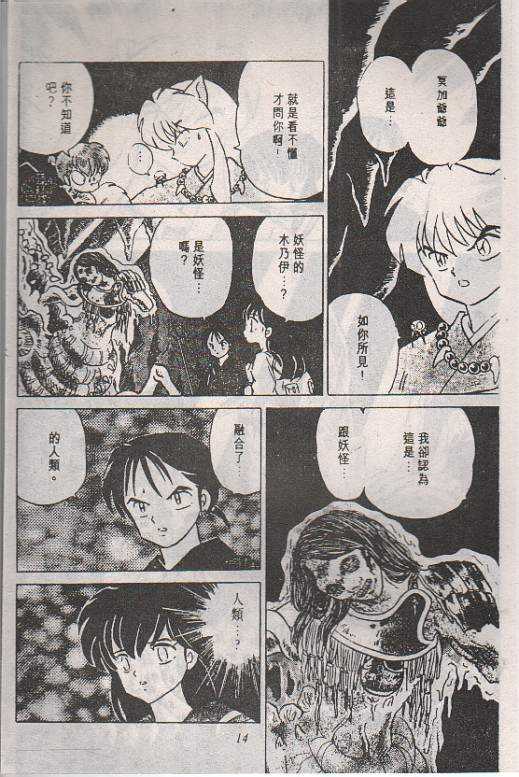 冥加爺爺
這是…
如你所見！
就是看不懂
才問你啊！
…
你不知道
吧？
妖怪的
木乃伊…？
是妖怪…
嗎？
我卻認為
這是…
跟妖怪…
融合了…
的人類。
人類…？
14